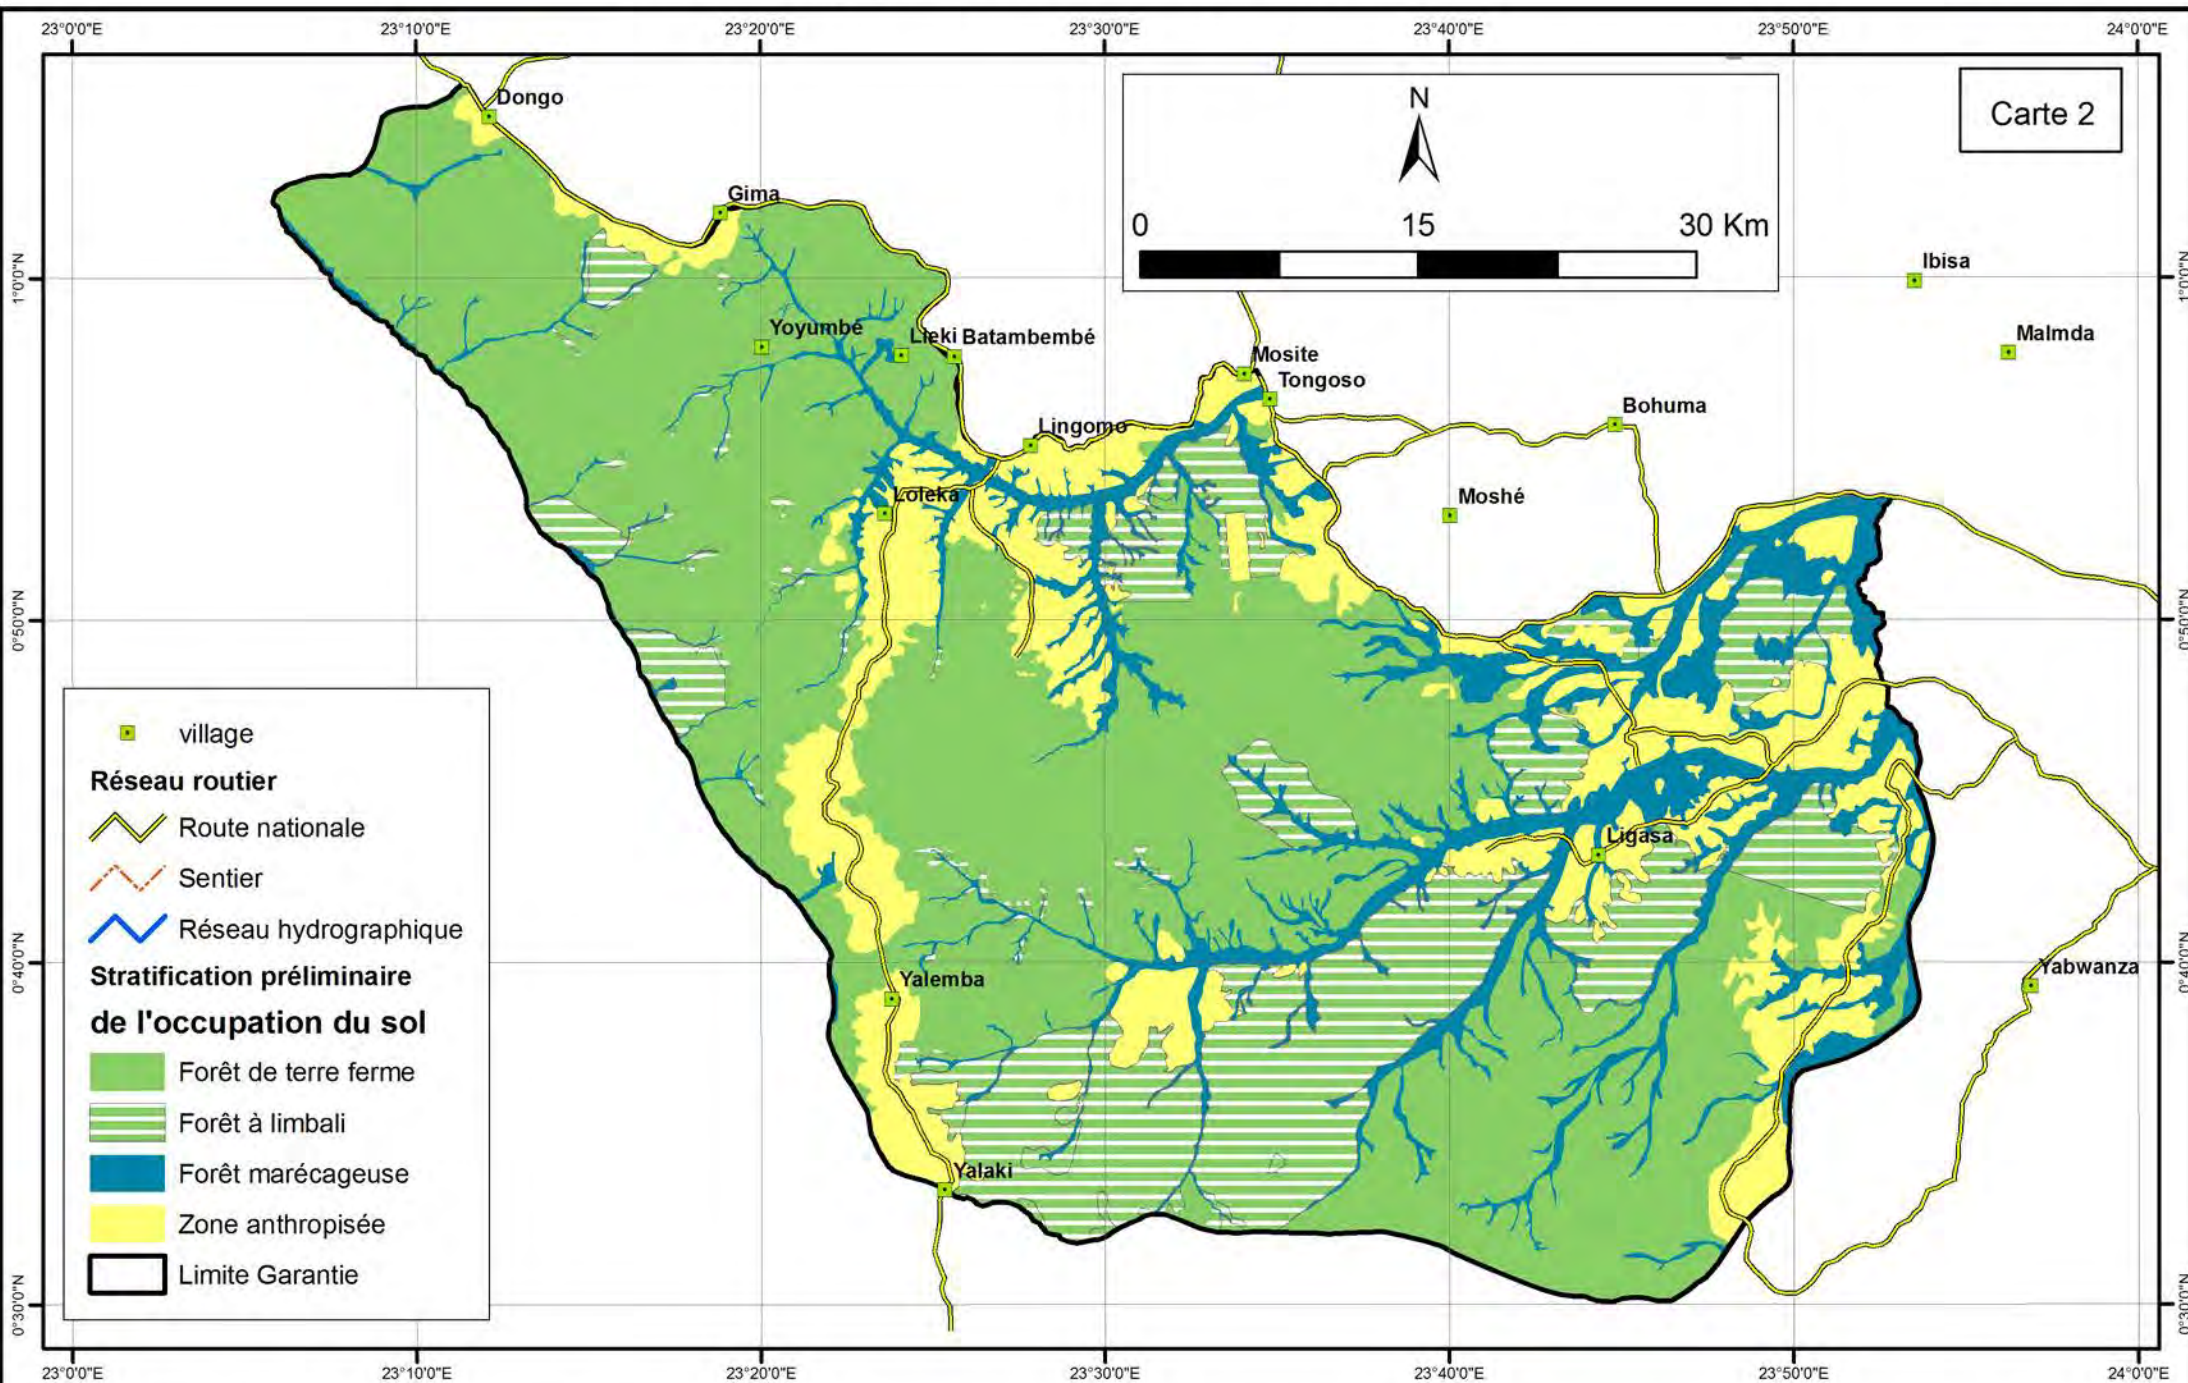 23°0'0"E 23°10'0"E 23°20'0"E 23°30'0"E 23°40'0"E 23°50'0"E 24°0'0"E
Carte 2
N
0 15 30 Km
Dongo
Gima
Ibisa
Malmda
Yoyumbé
Lieki
Batambembé
Mosite
Tongoso
Bohuma
Lingomo
Loleka
Moshé
Ligasa
Yalemba
Yabwanza
Yalaki
1°0'0"N 1°0'0"N
0°50'0"N 0°50'0"N
0°40'0"N 0°40'0"N
0°30'0"N 0°30'0"N
village
Réseau routier
Route nationale
Sentier
Réseau hydrographique
Stratification préliminaire
de l'occupation du sol
Forêt de terre ferme
Forêt à limbali
Forêt marécageuse
Zone anthropisée
Limite Garantie
23°0'0"E 23°10'0"E 23°20'0"E 23°30'0"E 23°40'0"E 23°50'0"E 24°0'0"E